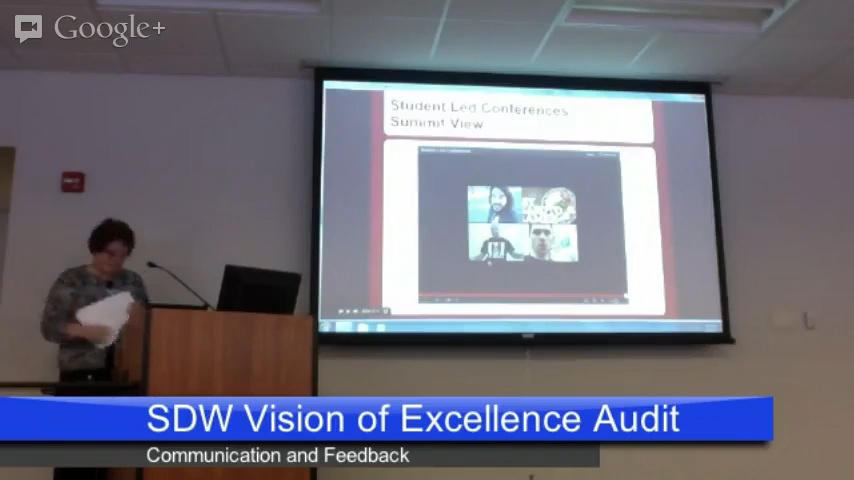 Google+
Student Led Conferences
Summit View
SDW Vision of Excellence Audit
Communication and Feedback